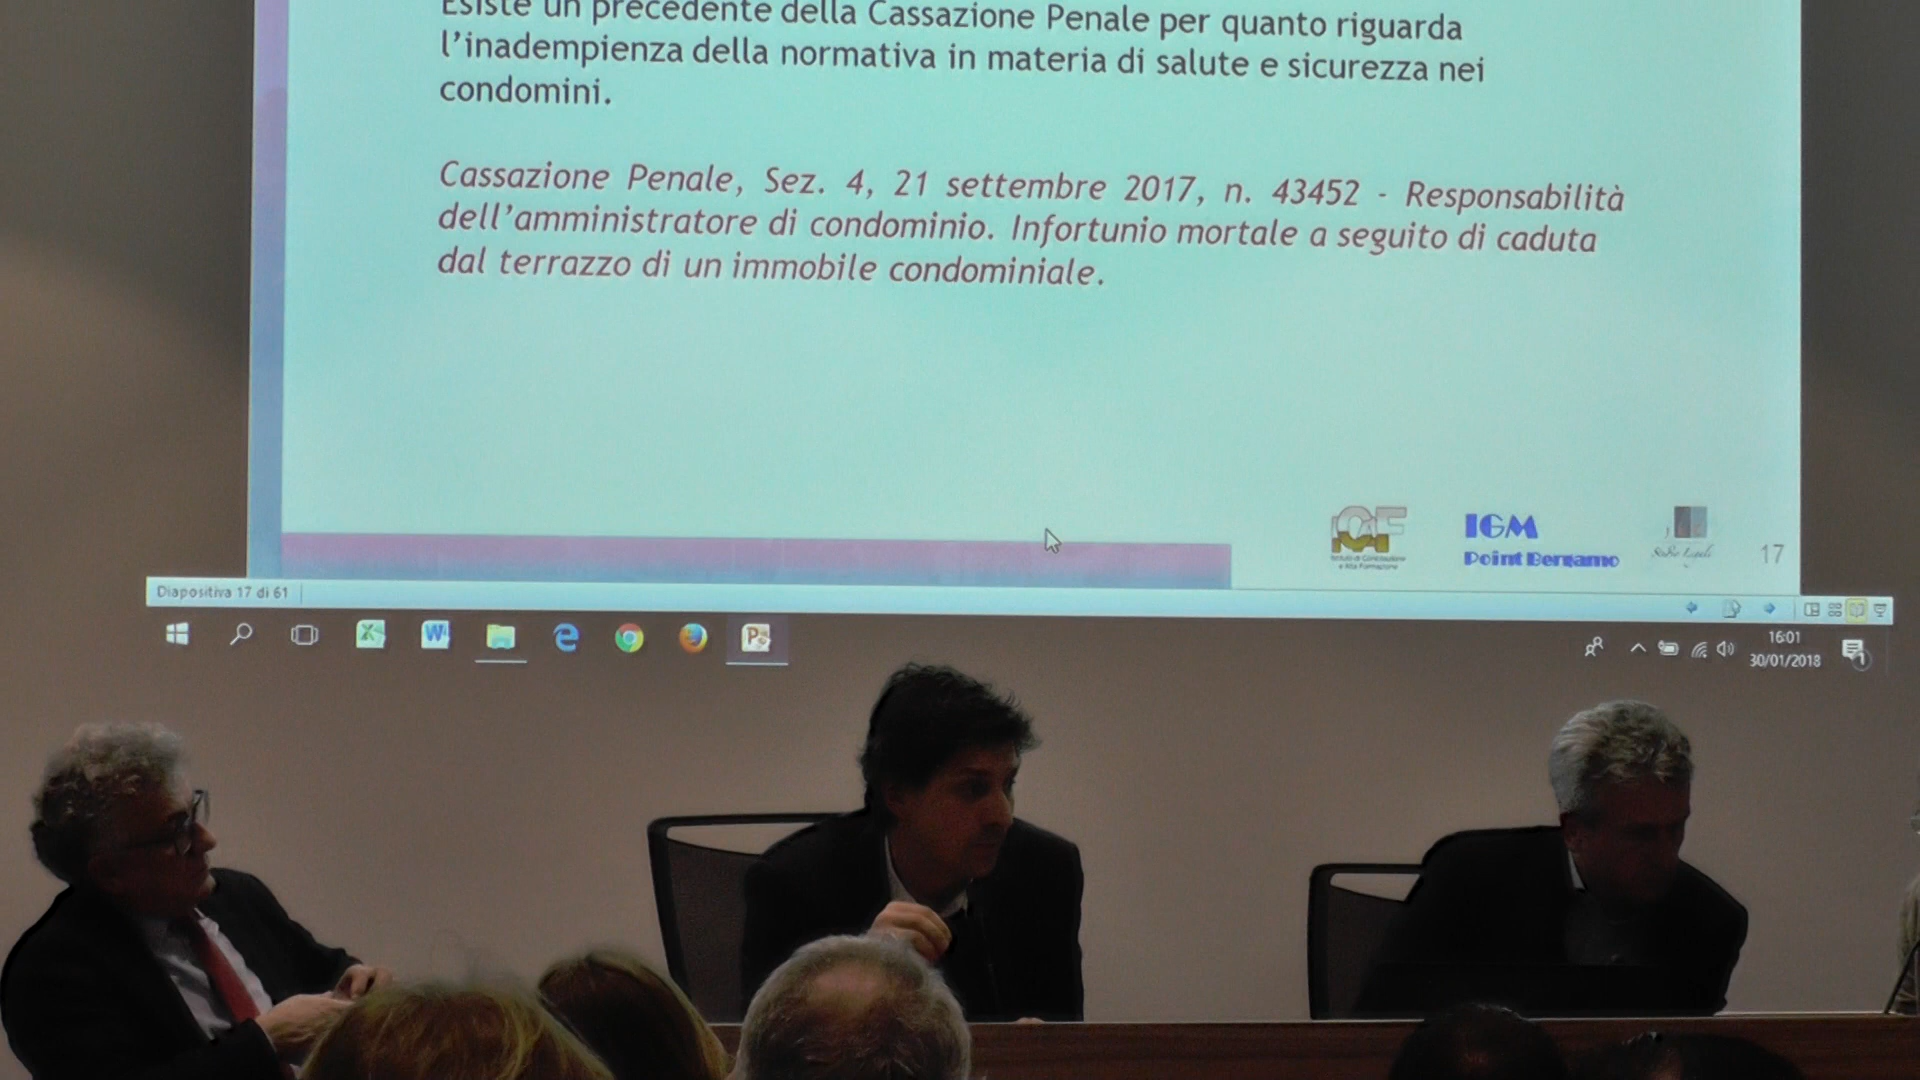 Esiste un precedente della Cassazione Penale per quanto riguarda
l'inadempienza della normativa in materia di salute e sicurezza nei
condomini.
Cassazione Penale, Sez. 4, 21 settembre 2017, n. 43452 - Responsabilità
dell'amministratore di condominio. Infortunio mortale a seguito di caduta
dal terrazzo di un immobile condominiale.
IGM
Point Bergamo
17
Diapositiva 17 di 61
16:01
30/01/2018